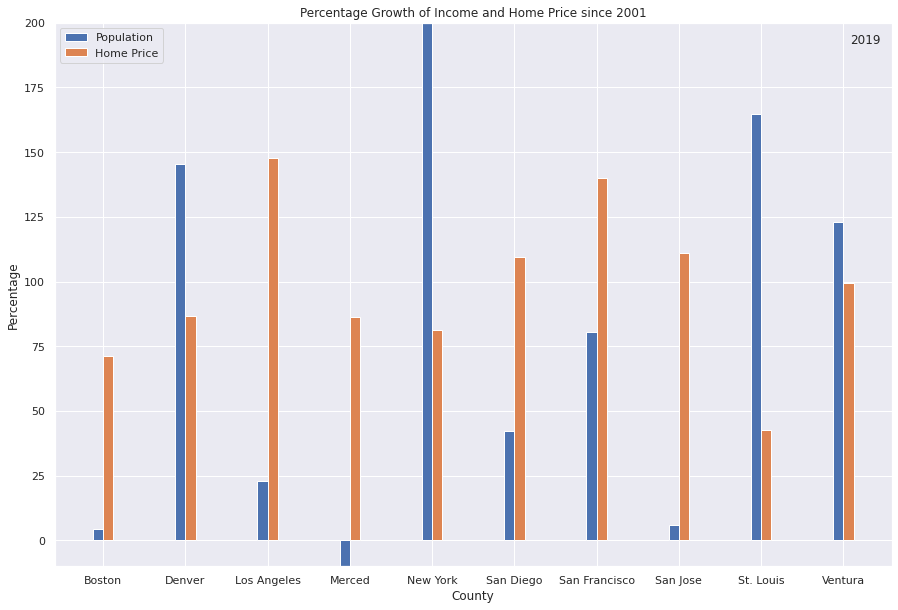 Percentage Growth of Income and Home Price since 2001
Population
Home Price
2019
Percentage
200
175
150
125
100
75
50
25
0
Boston
Denver
Los Angeles
Merced
New York
San Diego
San Francisco
San Jose
St. Louis
Ventura
County